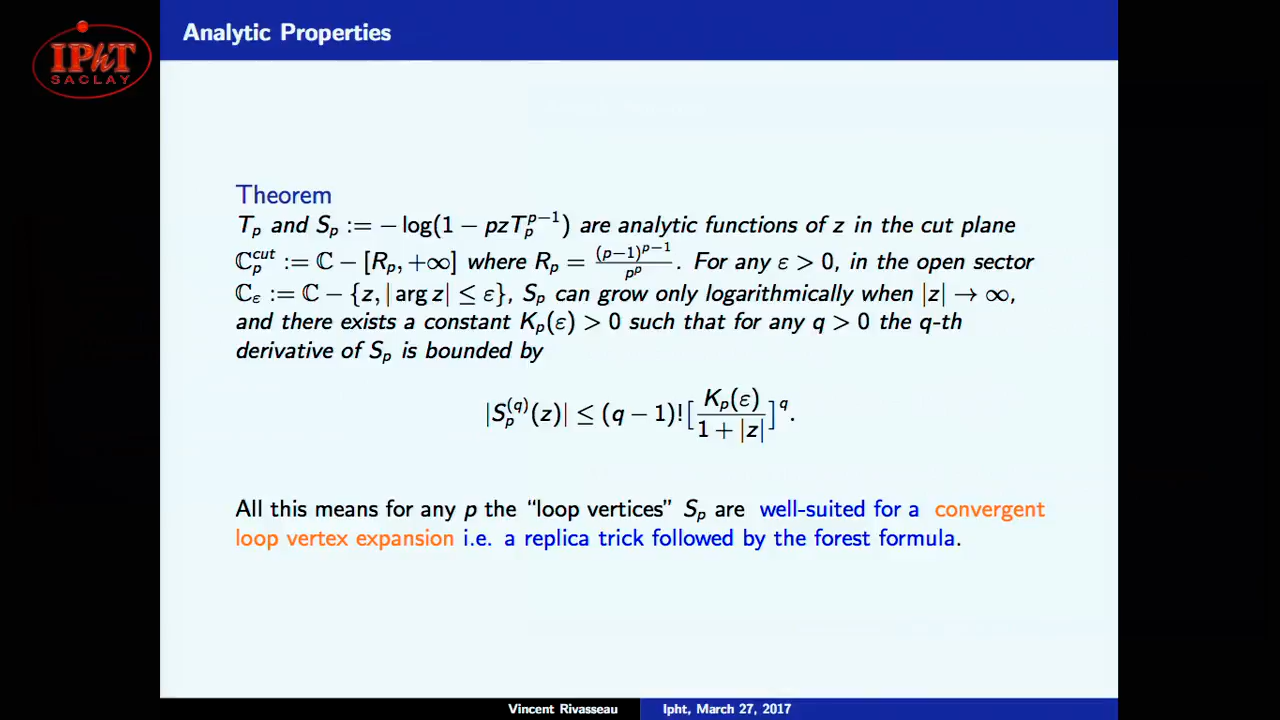 IPhT
SACLAY
Analytic Properties
Theorem
T_p and S_p := − log(1 − pzT_p^{p−1}) are analytic functions of z in the cut plane
ℂ_p^{cut} := ℂ − [R_p, +∞] where R_p = (p−1)^{p−1}/p^p. For any ε > 0, in the open sector
ℂ_ε := ℂ − {z, | arg z| ≤ ε}, S_p can grow only logarithmically when |z| → ∞,
and there exists a constant K_p(ε) > 0 such that for any q > 0 the q-th
derivative of S_p is bounded by
|S_p^{(q)}(z)| ≤ (q − 1)! [K_p(ε)/(1 + |z|)]^q.
All this means for any p the “loop vertices” S_p are well-suited for a convergent
loop vertex expansion i.e. a replica trick followed by the forest formula.
Vincent Rivasseau
Ipht, March 27, 2017